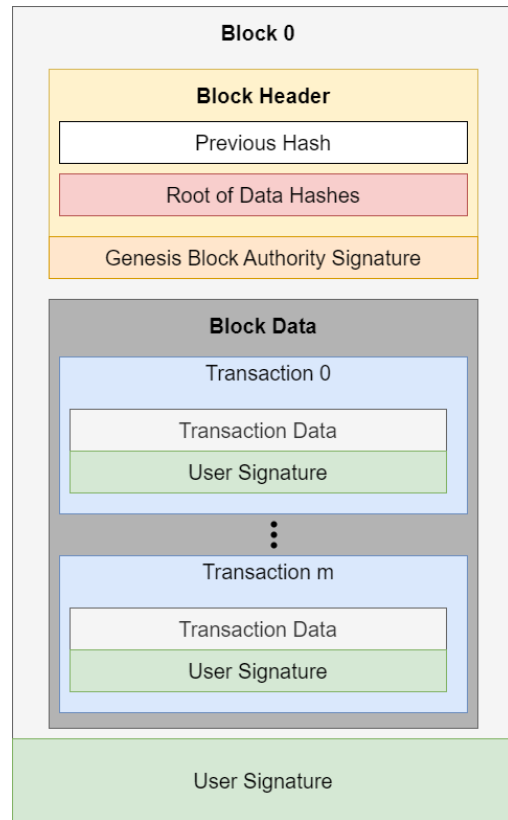 Block 0
Block Header
Previous Hash
Root of Data Hashes
Genesis Block Authority Signature
Block Data
Transaction 0
Transaction Data
User Signature
Transaction m
Transaction Data
User Signature
User Signature